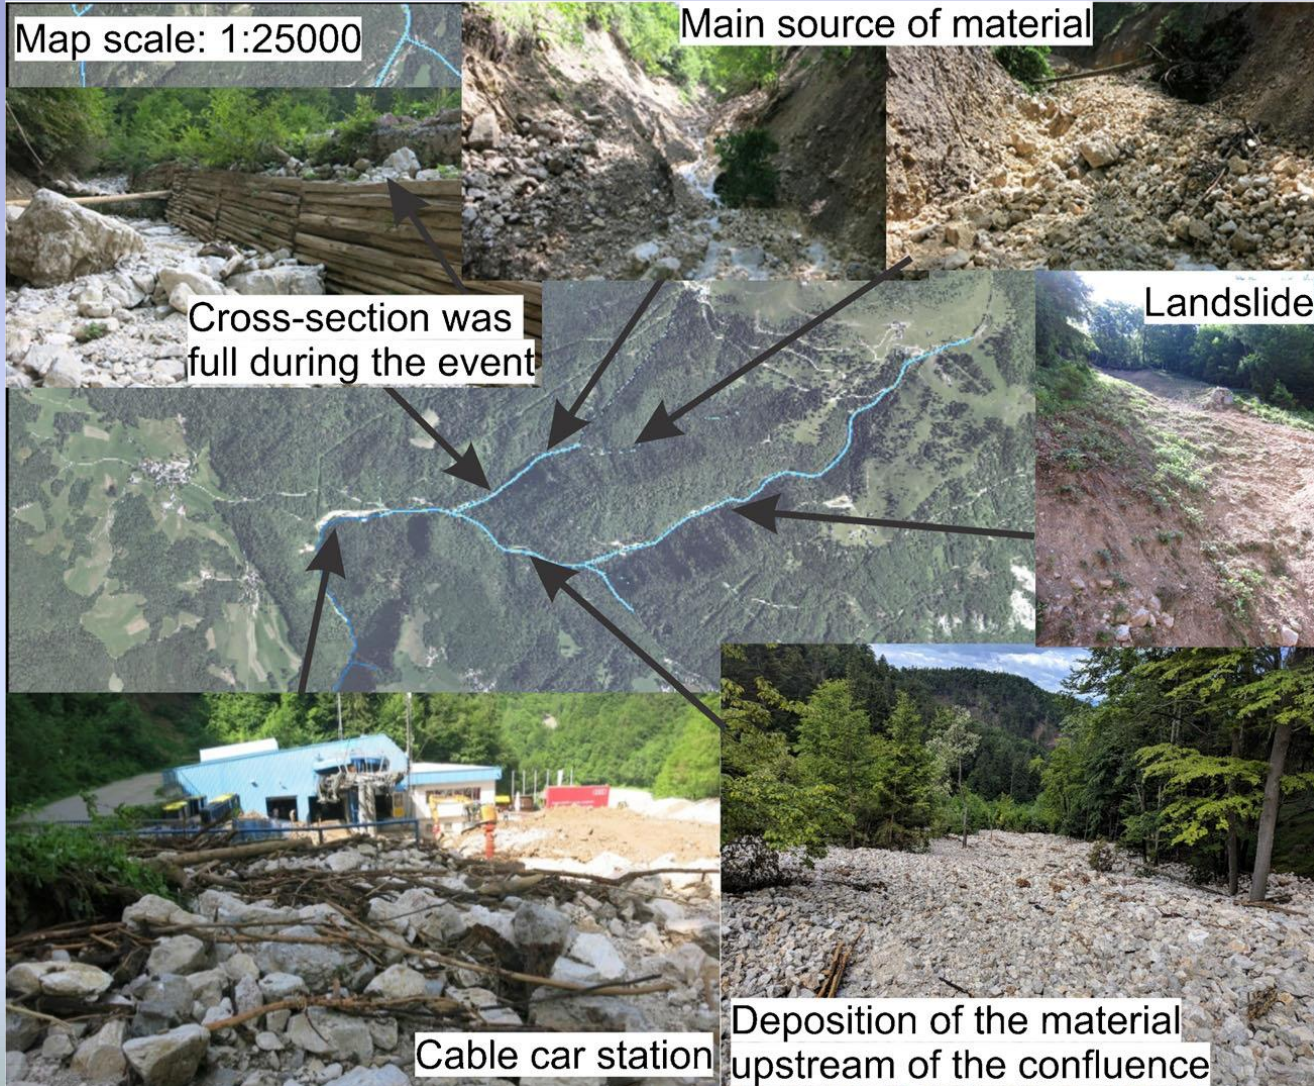 Map scale: 1:25000
Main source of material
Cross-section was
full during the event
Landslide
Cable car station
Deposition of the material
upstream of the confluence